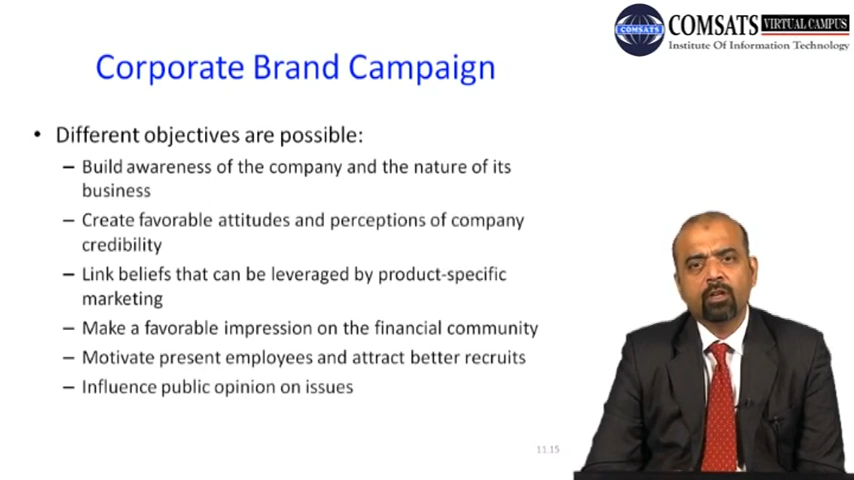 COMSATS VIRTUAL CAMPUS
COMSATS
Institute Of Information Technology
Corporate Brand Campaign
• Different objectives are possible:
– Build awareness of the company and the nature of its
business
– Create favorable attitudes and perceptions of company
credibility
– Link beliefs that can be leveraged by product-specific
marketing
– Make a favorable impression on the financial community
– Motivate present employees and attract better recruits
– Influence public opinion on issues
11.15